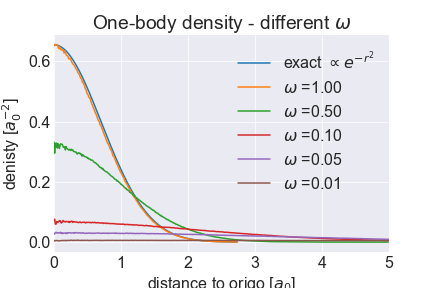 One-body density - different ω
denisty [a₀⁻²]
0.6
0.4
0.2
0.0
exact ∝ e^{-r²}
ω =1.00
ω =0.50
ω =0.10
ω =0.05
ω =0.01
0 1 2 3 4 5
distance to origo [a₀]